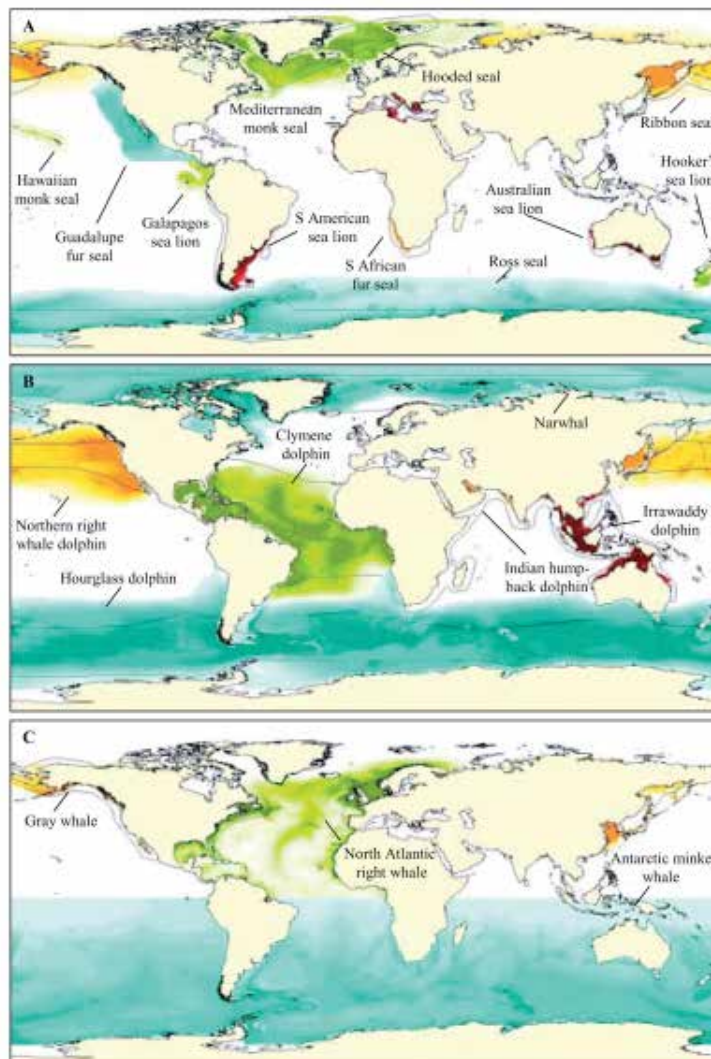 A
Hooded seal
Mediterranean
monk seal
Ribbon seal
Hawaiian
monk seal
Hooker's
sea lion
Galapagos
sea lion
Guadalupe
fur seal
S American
sea lion
S African
fur seal
Australian
sea lion
Ross seal
B
Clymene
dolphin
Narwhal
Northern right
whale dolphin
Irrawaddy
dolphin
Indian hump-
back dolphin
Hourglass dolphin
C
Gray whale
North Atlantic
right whale
Antarctic minke
whale